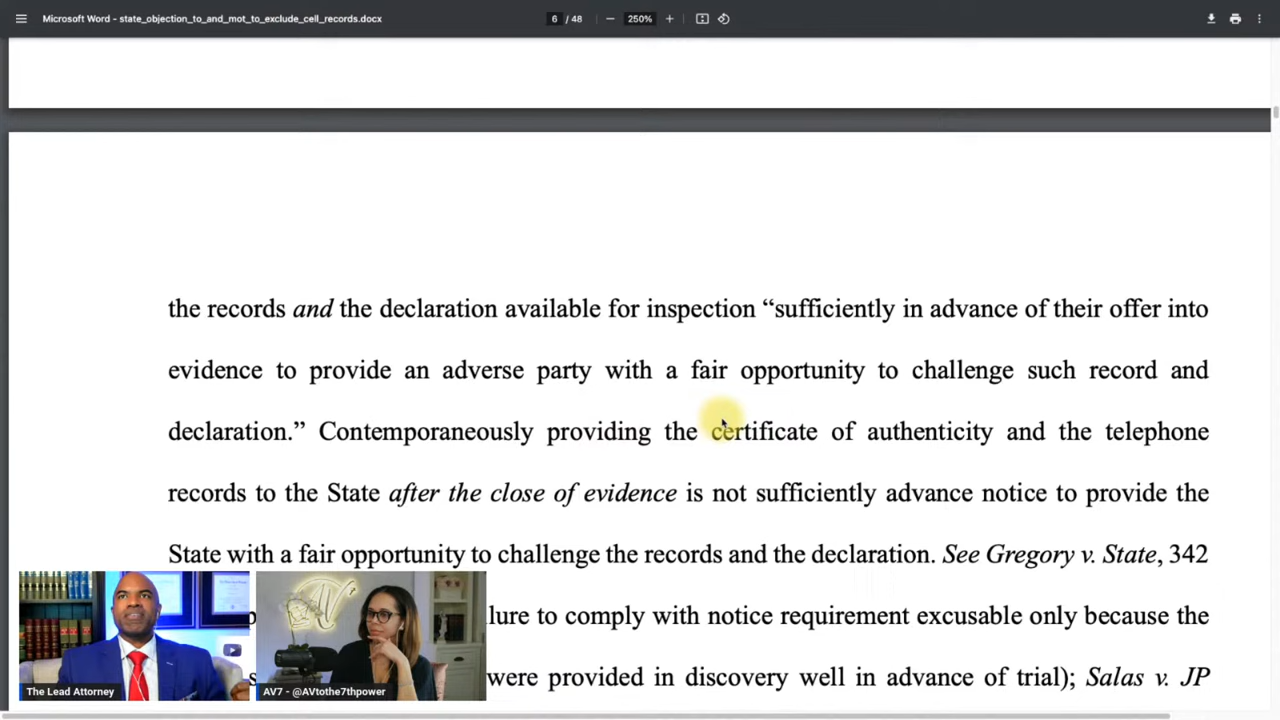 Microsoft Word - state_objection_to_and_mot_to_exclude_cell_records.docx
6 / 48
250%
the records and the declaration available for inspection “sufficiently in advance of their offer into
evidence to provide an adverse party with a fair opportunity to challenge such record and
declaration.” Contemporaneously providing the certificate of authenticity and the telephone
records to the State after the close of evidence is not sufficiently advance notice to provide the
State with a fair opportunity to challenge the records and the declaration. See Gregory v. State, 342
lure to comply with notice requirement excusable only because the
were provided in discovery well in advance of trial); Salas v. JP
The Lead Attorney
AV7 - @AVtothe7thpower